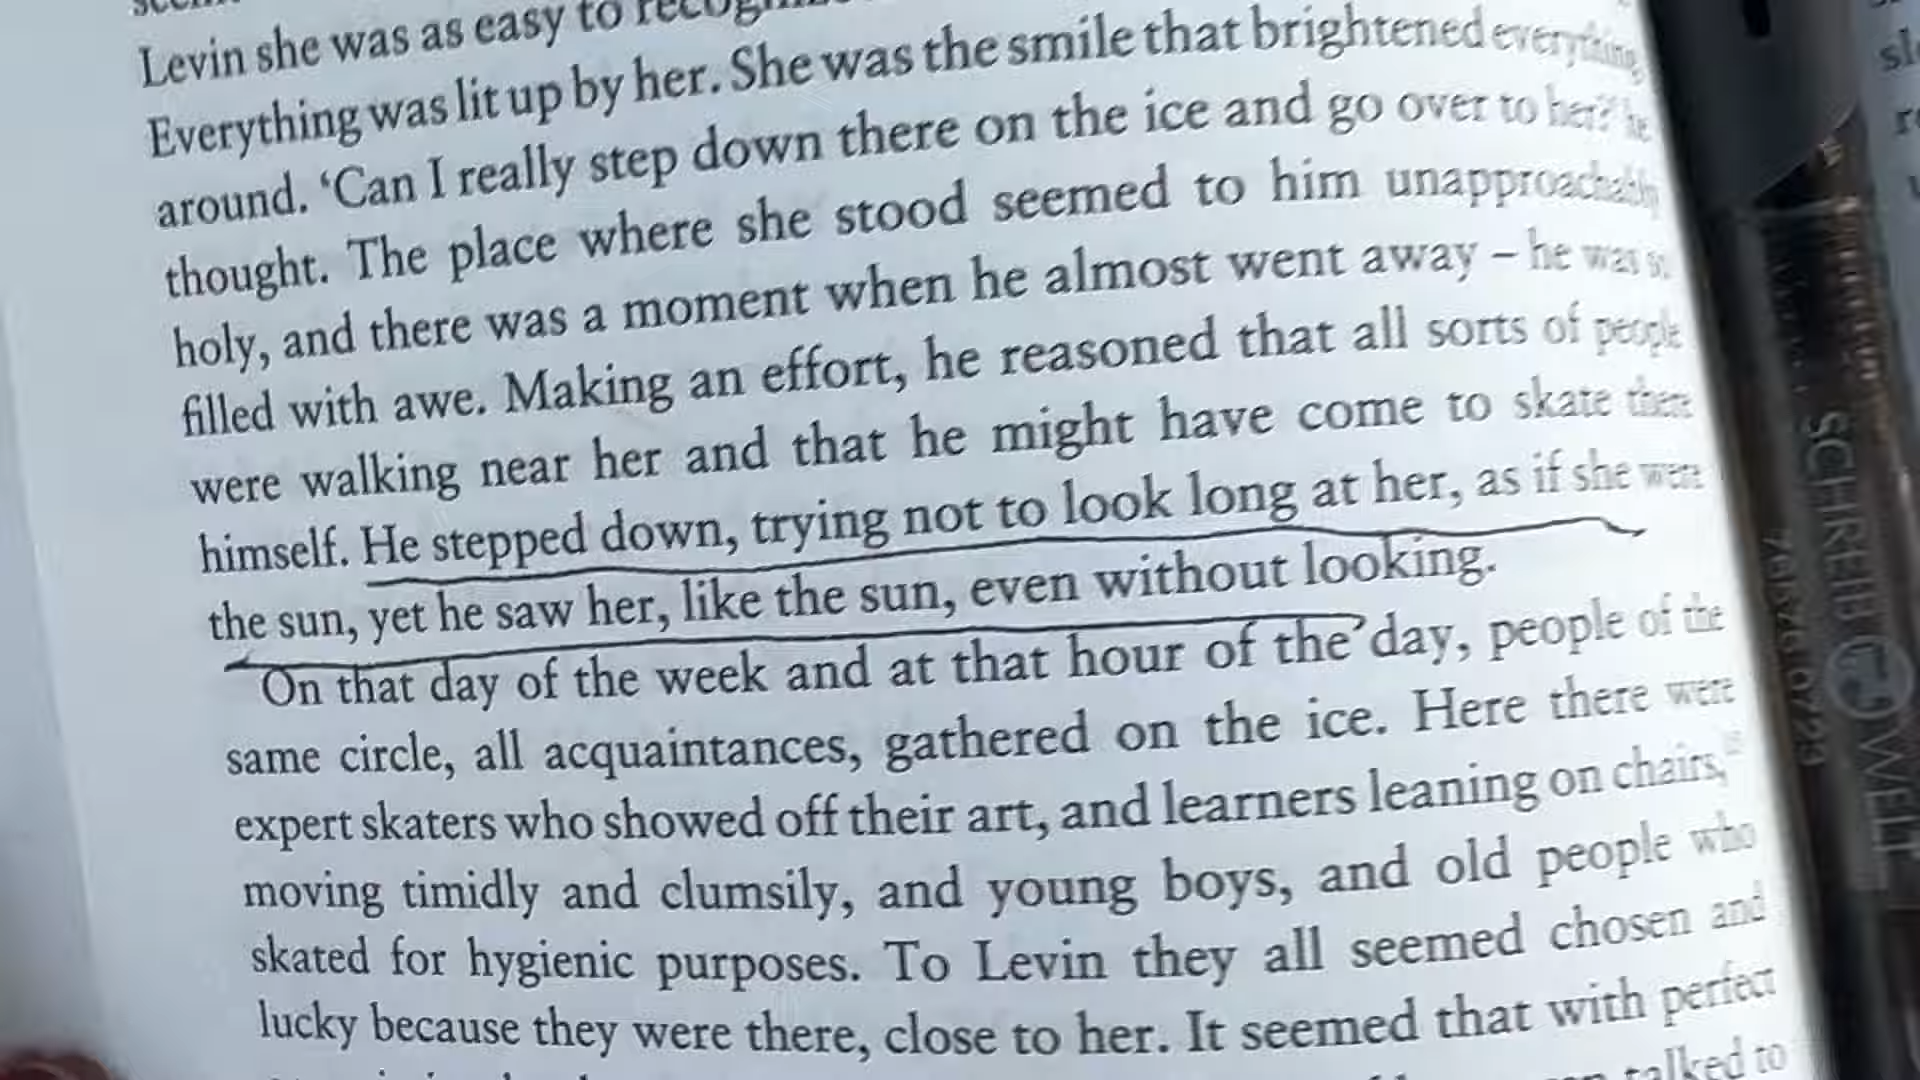 Levin she was as easy to
Everything was lit up by her. She was the smile that brightened everything
around. 'Can I really step down there on the ice and go over to her?' he
thought. The place where she stood seemed to him unapproachably
holy, and there was a moment when he almost went away – he was so
filled with awe. Making an effort, he reasoned that all sorts of people
were walking near her and that he might have come to skate there
himself. He stepped down, trying not to look long at her, as if she were
the sun, yet he saw her, like the sun, even without looking.
On that day of the week and at that hour of the day, people of the
same circle, all acquaintances, gathered on the ice. Here there were
expert skaters who showed off their art, and learners leaning on chairs,
moving timidly and clumsily, and young boys, and old people who
skated for hygienic purposes. To Levin they all seemed chosen and
lucky because they were there, close to her. It seemed that with perfect
talked to
SCHREB
WELT